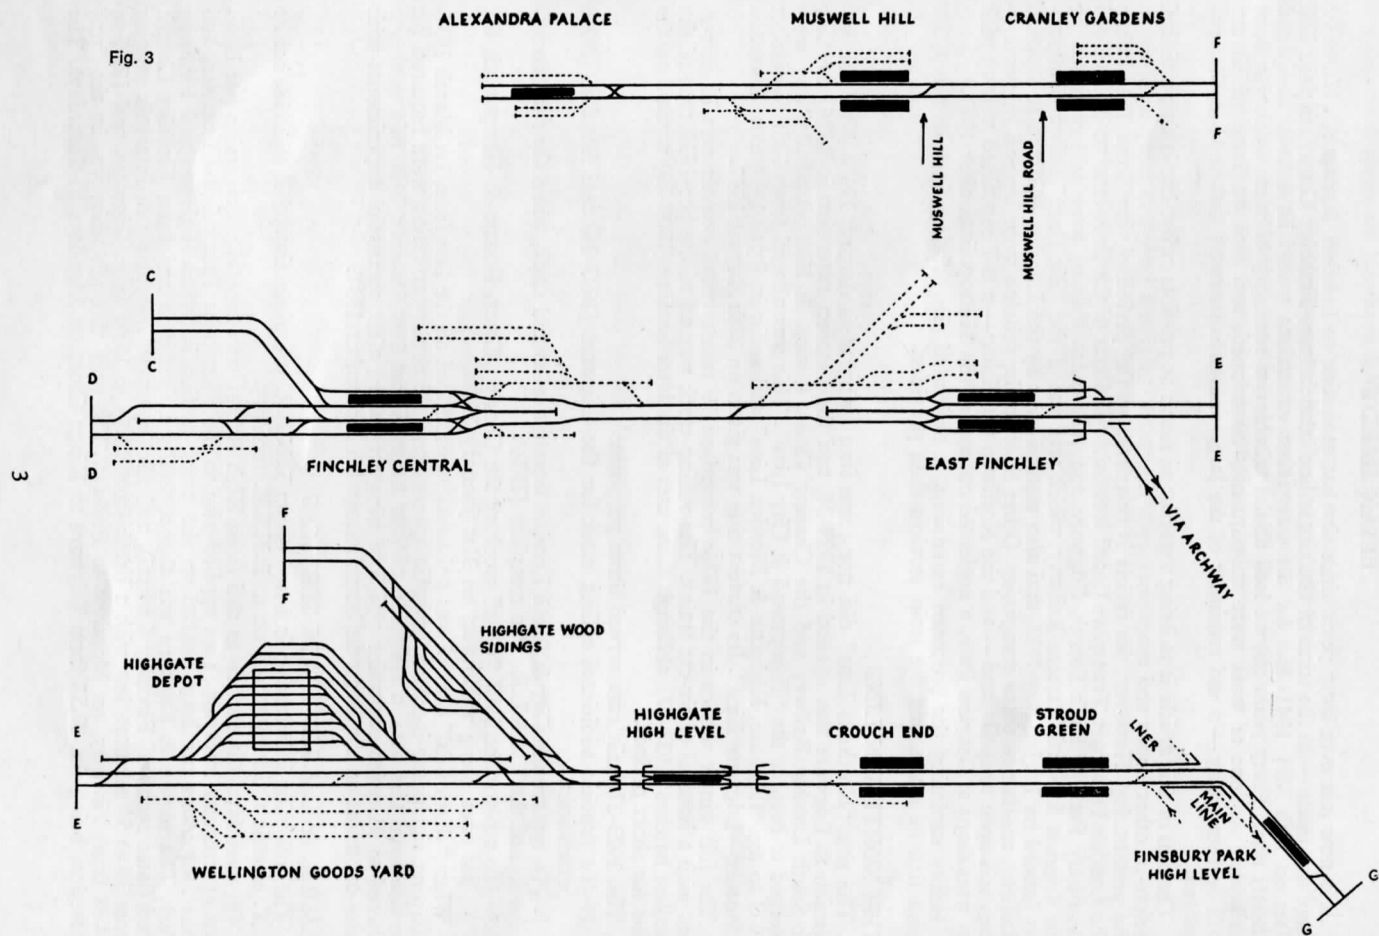 ALEXANDRA PALACE
MUSWELL HILL
CRANLEY GARDENS
Fig. 3
F
F
MUSWELL HILL
MUSWELL HILL ROAD
C
C
D
D
E
E
FINCHLEY CENTRAL
EAST FINCHLEY
VIA ARCHWAY
3
F
F
HIGHGATE
DEPOT
HIGHGATE WOOD
SIDINGS
HIGHGATE
HIGH LEVEL
CROUCH END
STROUD
GREEN
LNER
MAIN
LINE
E
E
WELLINGTON GOODS YARD
FINSBURY PARK
HIGH LEVEL
G
G